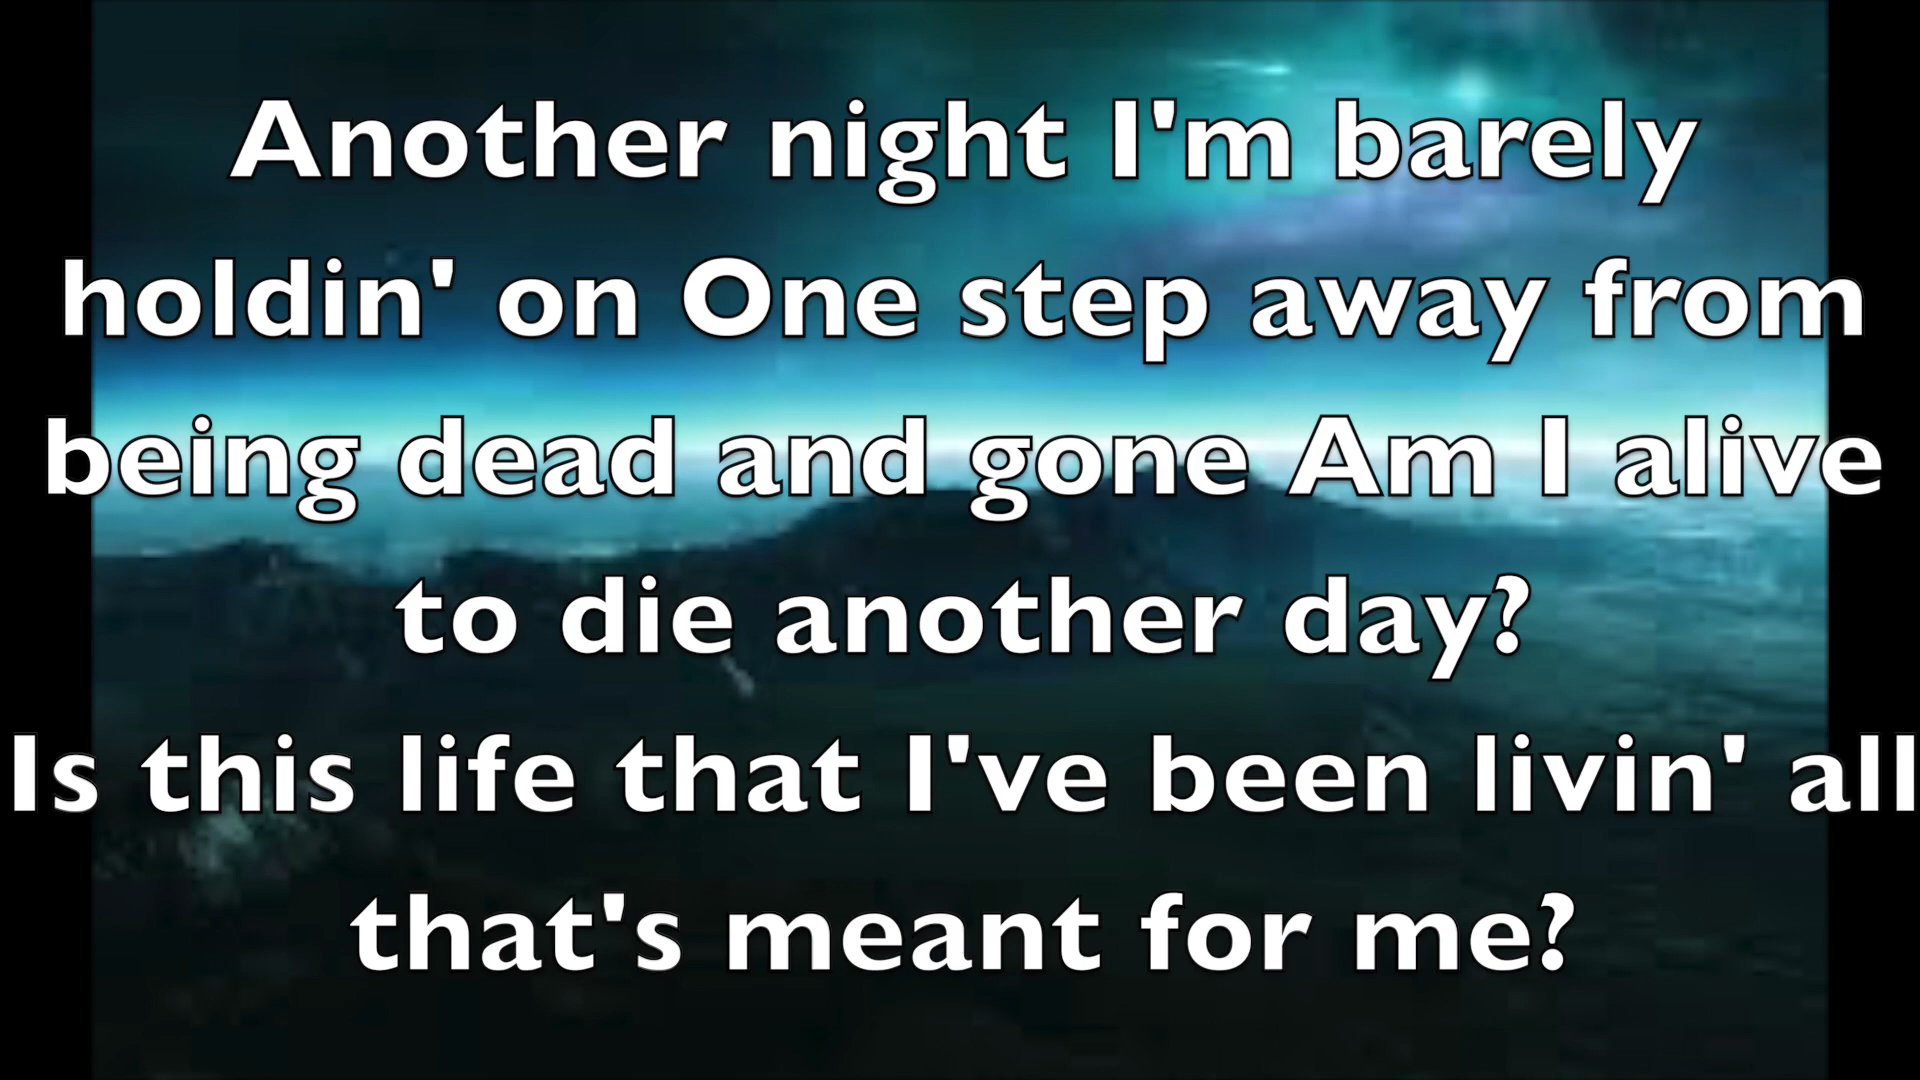 Another night I'm barely
holdin' on One step away from
being dead and gone Am I alive
to die another day?
Is this life that I've been livin' all
that's meant for me?